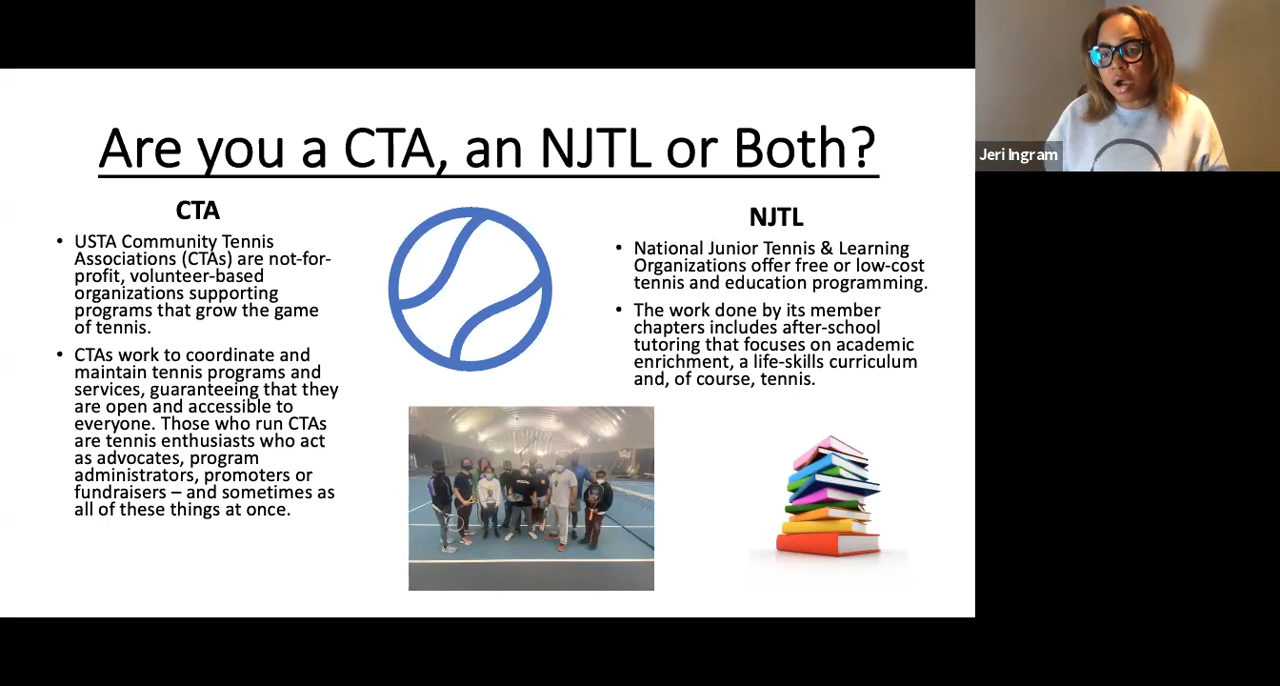 Are you a CTA, an NJTL or Both?
CTA
• USTA Community Tennis
Associations (CTAs) are not-for-
profit, volunteer-based
organizations supporting
programs that grow the game
of tennis.
• CTAs work to coordinate and
maintain tennis programs and
services, guaranteeing that they
are open and accessible to
everyone. Those who run CTAs
are tennis enthusiasts who act
as advocates, program
administrators, promoters or
fundraisers – and sometimes as
all of these things at once.
NJTL
• National Junior Tennis & Learning
Organizations offer free or low-cost
tennis and education programming.
• The work done by its member
chapters includes after-school
tutoring that focuses on academic
enrichment, a life-skills curriculum
and, of course, tennis.
Jeri Ingram